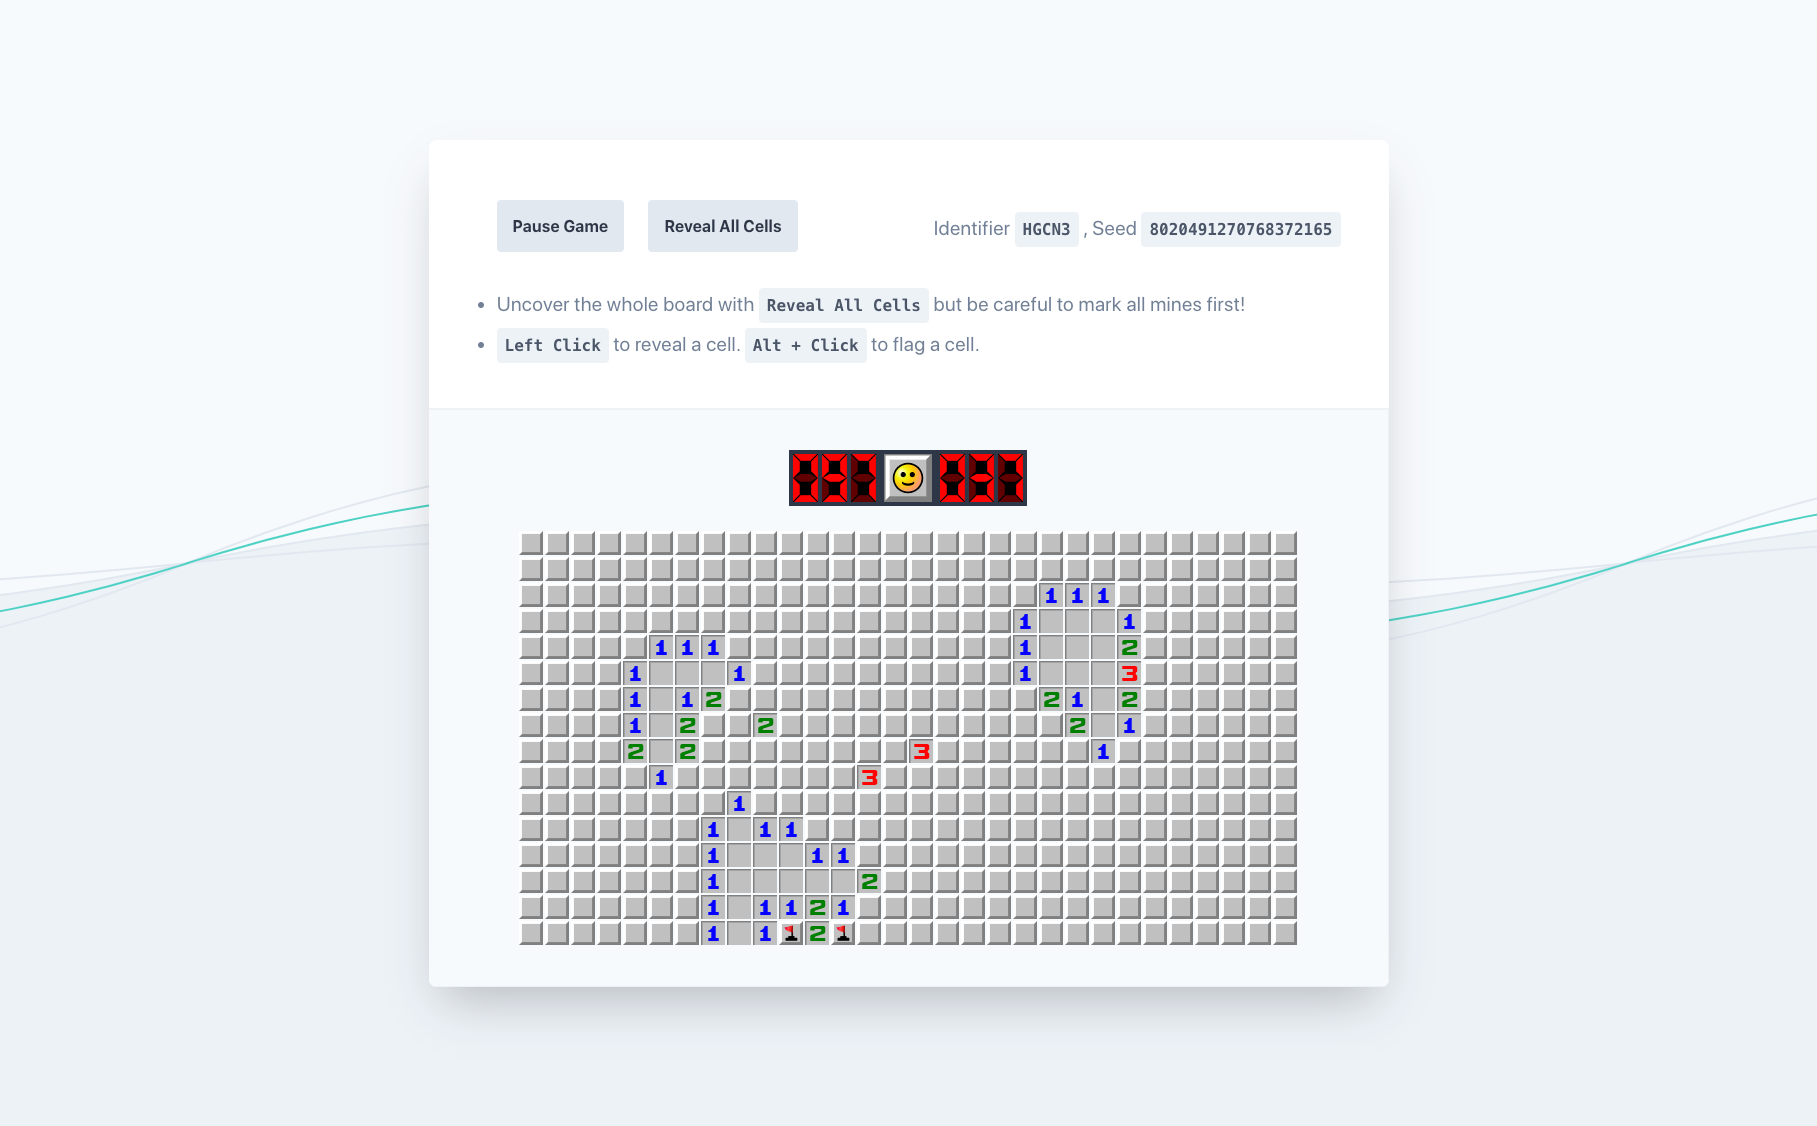 Pause Game
Reveal All Cells
Identifier HGCN3 , Seed 8020491270768372165
Uncover the whole board with Reveal All Cells but be careful to mark all mines first!
Left Click to reveal a cell. Alt + Click to flag a cell.
1 1 1
1 1
1 1 1 1 2
1 1 1 3
1 1 2 2 1 2
1 2 2 2 1
2 2 3 1
1 3
1
1 1 1
1 1 1
1 2
1 1 1 2 1
1 1 2